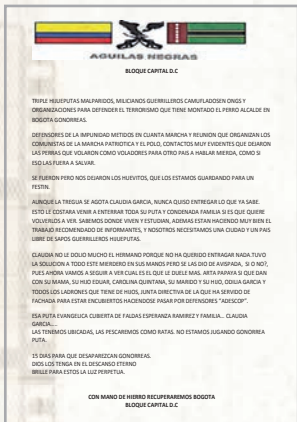 AGUILAS NEGRAS
BLOQUE CAPITAL D.C
TRIPLE HIJUEPUTAS MALPARIDOS, MILICIANOS GUERRILLEROS CAMUFLADOSEN ONGS Y
ORGANIZACIONES PARA DEFENDER EL TERRORISMO QUE TIENE MONTADO EL PERRO ALCALDE EN
BOGOTA GONORREAS.
DEFENSORES DE LA IMPUNIDAD METIDOS EN CUANTA MARCHA Y REUNION QUE ORGANIZAN LOS
COMUNISTAS DE LA MARCHA PATRIOTICA Y EL POLO, CONTACTOS MUY EVIDENTES QUE DEJARON
LAS PERRAS QUE VOLARON COMO VOLADORES PARA OTRO PAIS A HABLAR MIERDA, COMO SI
ESO LAS FUERA A SALVAR.
SE FUERON PERO NOS DEJARON LOS HUEVITOS, QUE LOS ESTAMOS GUARDANDO PARA UN
FESTIN.
AUNQUE LA TREGUA SE AGOTA CLAUDIA GARCIA, NUNCA QUISO ENTREGAR LO QUE YA SABE.
ESTO LE COSTARA VENIR A ENTERRAR TODA SU PUTA Y CONDENADA FAMILIA SI ES QUE QUIERE
VOLVERLOS A VER. SABEMOS DONDE VIVEN Y ESTUDIAN, ADEMAS ESTAN HACIENDO MUY BIEN EL
TRABAJO RECOMENDADO DE INFORMANTES, Y NOSOTROS NECESITAMOS UNA CIUDAD Y UN PAIS
LIBRE DE SAPOS GUERRILLEROS HIJUEPUTAS.
CLAUDIA NO LE DOLIO MUCHO EL HERMANO PORQUE NO HA QUERIDO ENTRAGAR NADA TUVO
LA SOLUCION A TODO ESTE MIERDERO EN SUS MANOS PERO SE LAS DIO DE AVISPADA, SI O NO?,
PUES AHORA VAMOS A SEGUIR A VER CUAL ES EL QUE LE DUELE MAS. ARTA PAPAYA SI QUE DAN
CON SU MAMA, SU HIJO EDUAR, CAROLINA QUINTANA, SU MARIDO Y SU HIJO, ODILIA GARCIA Y
TODOS LOS LADRONES QUE TIENE DE HIJOS, JUNTA DIRECTIVA DE LA QUE HA SERVIDO DE
FACHADA PARA ESTAR ENCUBIERTOS HACIENDOSE PASAR POR DEFENSORES "ADESCOP".
ESA PUTA EVANGELICA CUBIERTA DE FALDAS ESPERANZA RAMIREZ Y FAMILIA.. CLAUDIA
GARCIA,...
LAS TENEMOS UBICADAS, LAS PESCAREMOS COMO RATAS. NO ESTAMOS JUGANDO GONORREA
PUTA.
15 DIAS PARA QUE DESAPAREZCAN GONORREAS.
DIOS LOS TENGA EN EL DESCANSO ETERNO
BRILLE PARA ESTOS LA LUZ PERPETUA.
CON MANO DE HIERRO RECUPERAREMOS BOGOTA
BLOQUE CAPITAL D.C